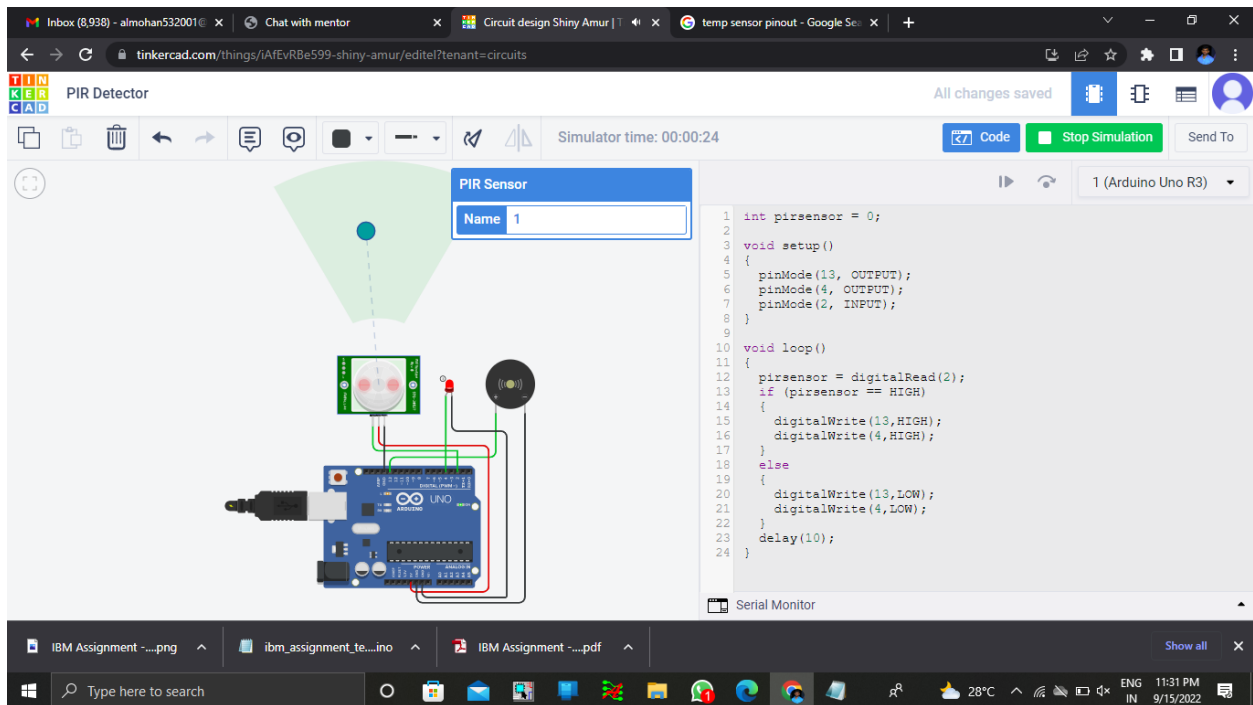 Inbox (8,938) - almohan532001@
Chat with mentor
Circuit design Shiny Amur | T
temp sensor pinout - Google Sea
tinkercad.com/things/iAfEvRBe599-shiny-amur/editel?tenant=circuits
TIN
KER
CAD
PIR Detector
All changes saved
Simulator time: 00:00:24
Code
Stop Simulation
Send To
PIR Sensor
Name 1
1 (Arduino Uno R3)
1 int pirsensor = 0;
2
3 void setup()
4 {
5 pinMode(13, OUTPUT);
6 pinMode(4, OUTPUT);
7 pinMode(2, INPUT);
8 }
9
10 void loop()
11 {
12 pirsensor = digitalRead(2);
13 if (pirsensor == HIGH)
14 {
15 digitalWrite(13,HIGH);
16 digitalWrite(4,HIGH);
17 }
18 else
19 {
20 digitalWrite(13,LOW);
21 digitalWrite(4,LOW);
22 }
23 delay(10);
24 }
DIGITAL (PWM ~)
UNO
ARDUINO
POWER
ANALOG IN
Serial Monitor
IBM Assignment -....png
ibm_assignment_te....ino
IBM Assignment -....pdf
Show all
Type here to search
1
28°C
ENG
IN
11:31 PM
9/15/2022